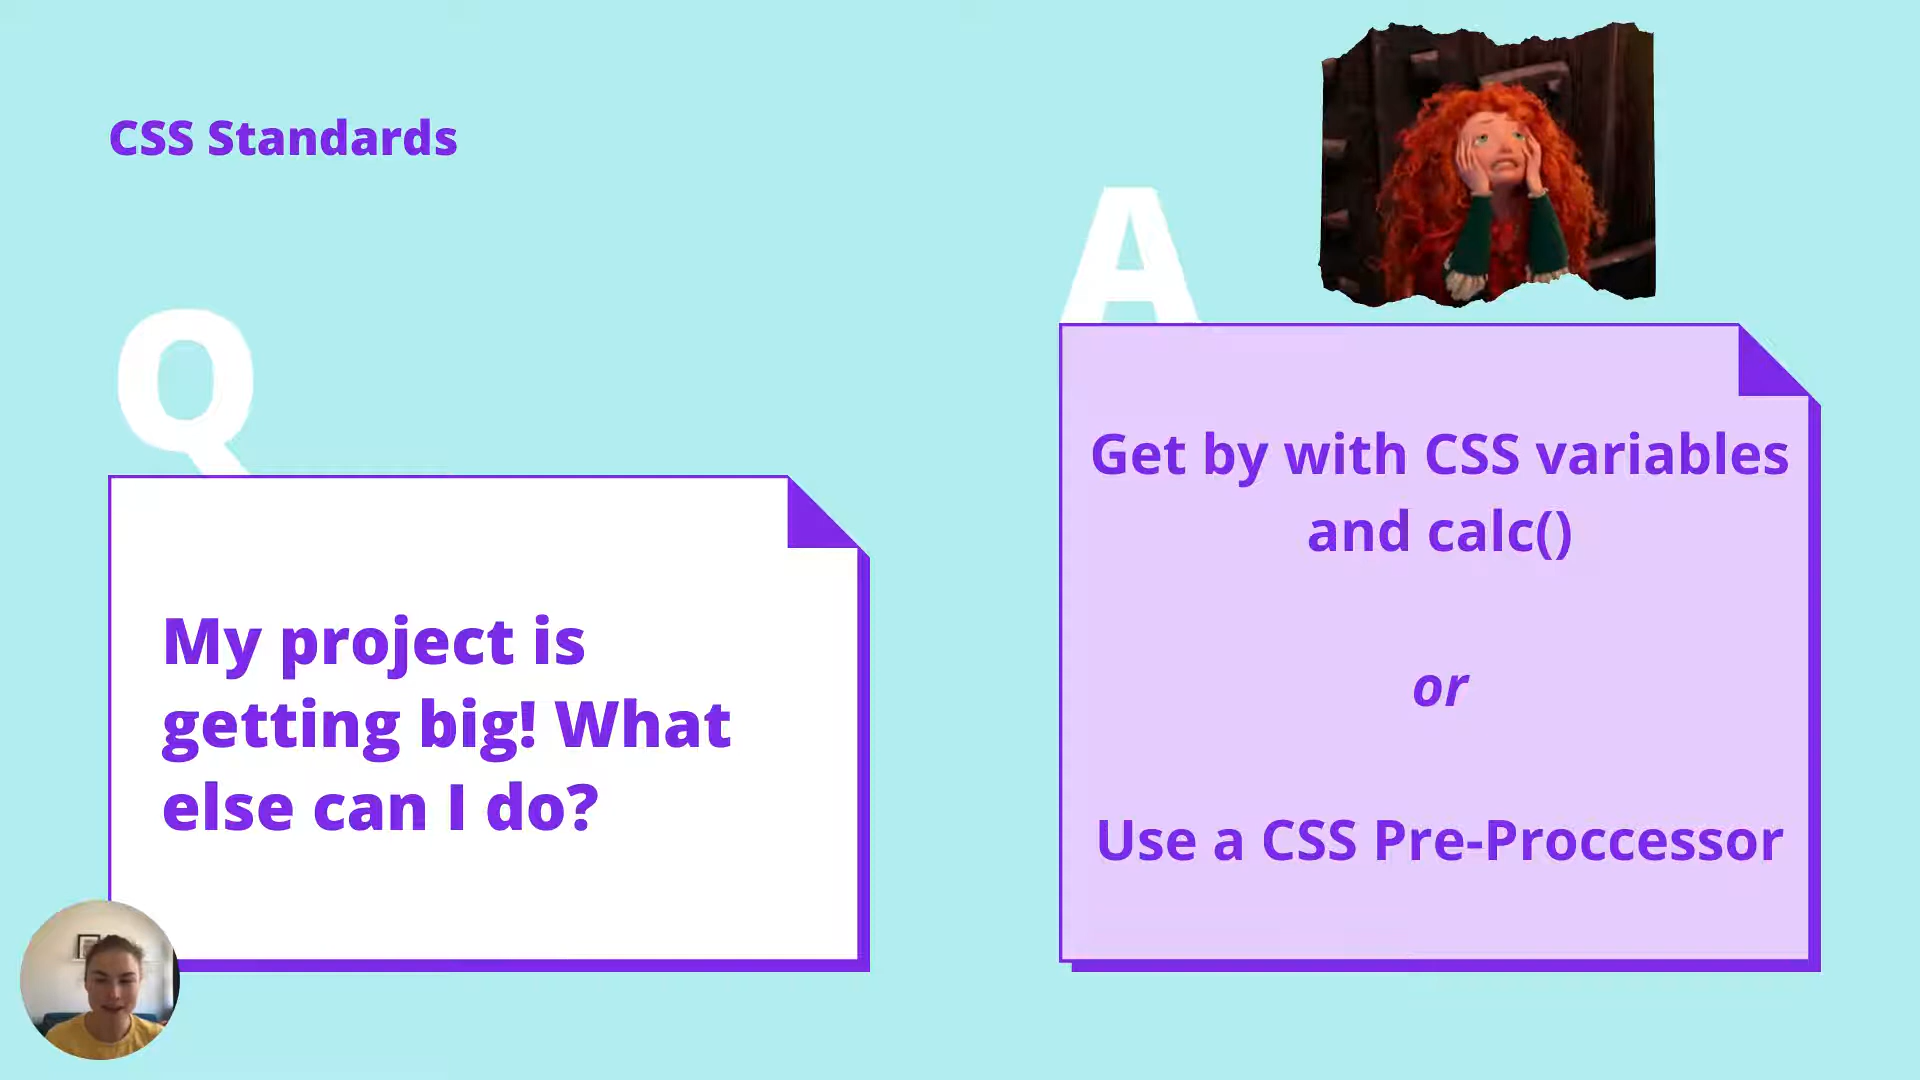 CSS Standards
Q
My project is
getting big! What
else can I do?
A
Get by with CSS variables
and calc()
or
Use a CSS Pre-Proccessor